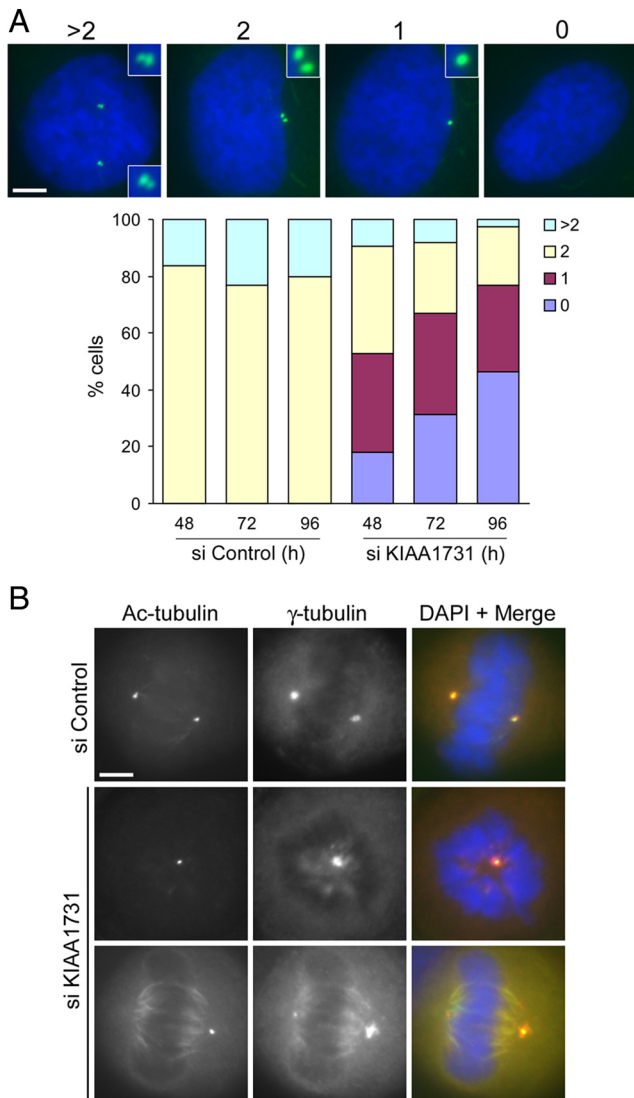 A
>2 2 1 0
100
80
60
40
20
0
% cells
>2
2
1
0
48 72 96 48 72 96
si Control (h) si KIAA1731 (h)
B
Ac-tubulin γ-tubulin DAPI + Merge
si Control
si KIAA1731